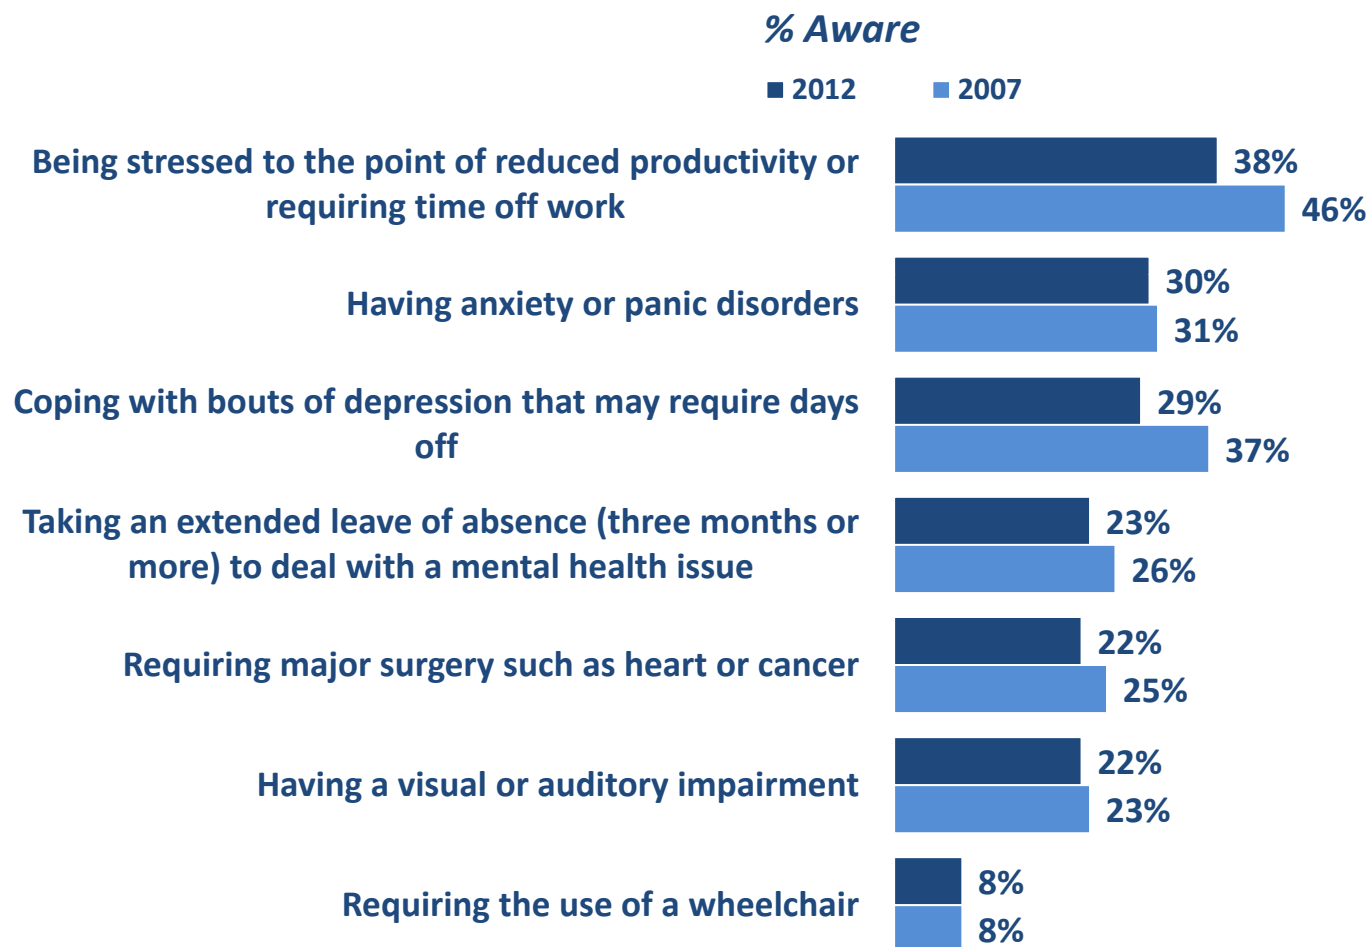 % Aware
2012 2007
Being stressed to the point of reduced productivity or
requiring time off work
38%
46%
Having anxiety or panic disorders
30%
31%
Coping with bouts of depression that may require days
off
29%
37%
Taking an extended leave of absence (three months or
more) to deal with a mental health issue
23%
26%
Requiring major surgery such as heart or cancer
22%
25%
Having a visual or auditory impairment
22%
23%
Requiring the use of a wheelchair
8%
8%